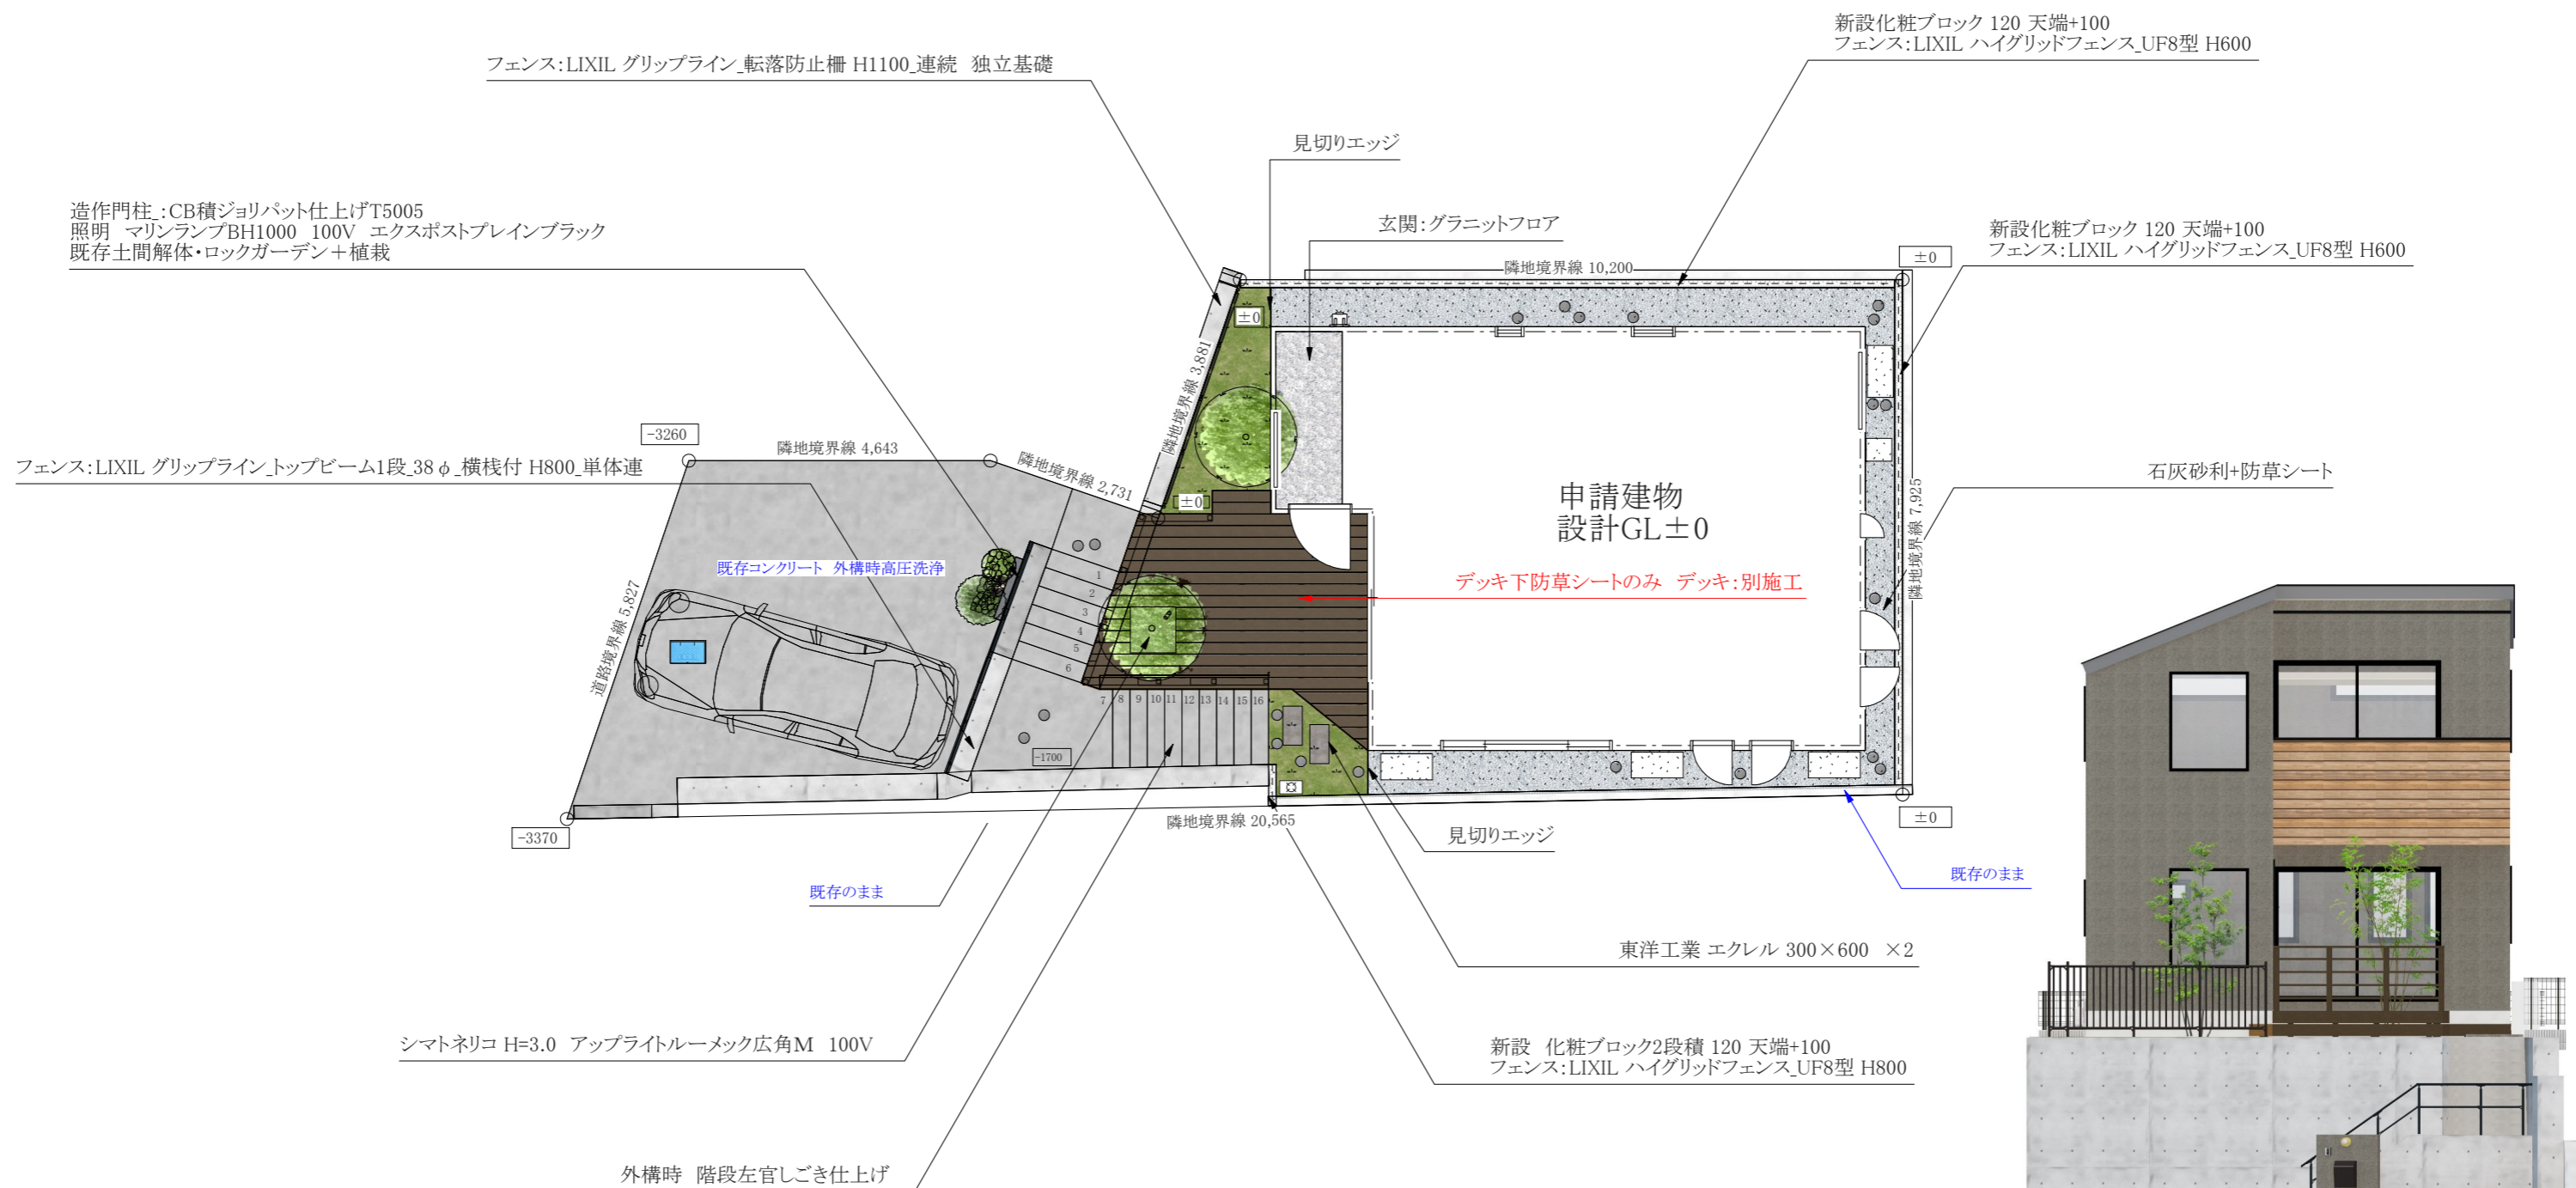 新設化粧ブロック 120 天端+100
フェンス:LIXIL ハイグリッドフェンス_UF8型 H600
フェンス:LIXIL グリップライン_転落防止柵 H1100_連続 独立基礎
見切りエッジ
造作門柱_:CB積ジョリパット仕上げT5005
照明 マリンランプBH1000 100V エクスポストプレインブラック
既存土間解体・ロックガーデン＋植栽
玄関:グラニットフロア
新設化粧ブロック 120 天端+100
フェンス:LIXIL ハイグリッドフェンス_UF8型 H600
±0
隣地境界線 10,200
±0
隣地境界線 3,881
-3260
隣地境界線 4,643
隣地境界線 2,731
フェンス:LIXIL グリップライン_トップビーム1段_38φ_横桟付 H800_単体連
石灰砂利+防草シート
±0
申請建物
設計GL±0
隣地境界線 7,925
既存コンクリート 外構時高圧洗浄
デッキ下防草シートのみ デッキ:別施工
道路境界線 5,827
1
2
3
4
5
6
7 8 9 10 11 12 13 14 15 16
-1700
-3370
隣地境界線 20,565
±0
見切りエッジ
既存のまま
既存のまま
東洋工業 エクレル 300×600 ×2
シマトネリコ H=3.0 アップライトルーメック広角M 100V
新設 化粧ブロック2段積 120 天端+100
フェンス:LIXIL ハイグリッドフェンス_UF8型 H800
外構時 階段左官しごき仕上げ